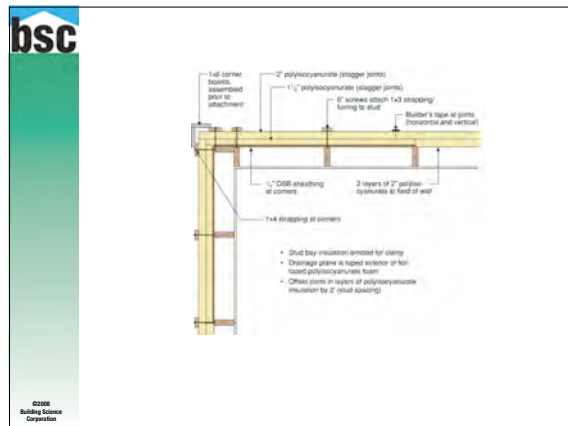 bsc
1x6 corner
boards
assembled
prior to
attachment
2" polyisocyanurate (stagger joints)
1½" polyisocyanurate (stagger joints)
6" screws attach 1x3 strapping/
furring to stud
Builder's tape at joints
(horizontal and vertical)
½" OSB sheathing
at corners
2 layers of 2" polyiso-
cyanurate at field of wall
1x4 strapping at corners
• Stud bay insulation omitted for clarity
• Drainage plane is taped exterior of foil-
faced polyisocyanurate foam
• Offset joints in layers of polyisocyanurate
insulation by 2' (stud spacing)
©2008
Building Science
Corporation